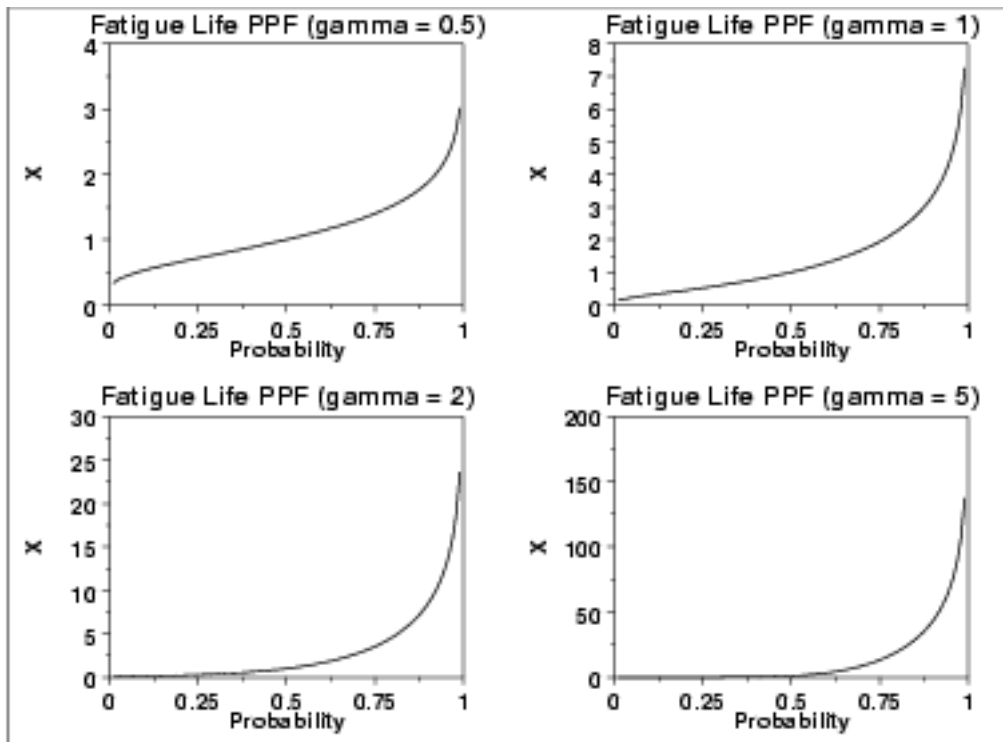 Fatigue Life PPF (gamma = 0.5)
4
3
2
1
0
X
0 0.25 0.5 0.75 1
Probability
Fatigue Life PPF (gamma = 1)
8
7
6
5
4
3
2
1
0
X
0 0.25 0.5 0.75 1
Probability
Fatigue Life PPF (gamma = 2)
30
25
20
15
10
5
0
X
0 0.25 0.5 0.75 1
Probability
Fatigue Life PPF (gamma = 5)
200
150
100
50
0
X
0 0.25 0.5 0.75 1
Probability